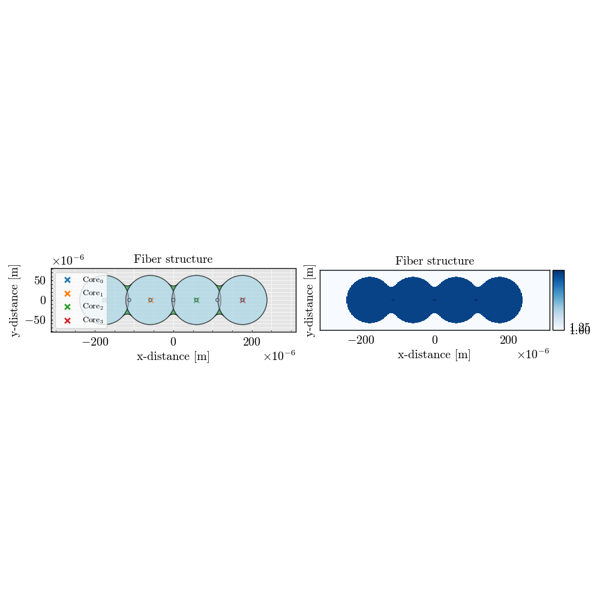 Fiber structure
×10⁻⁶
y-distance [m]
50
0
−50
Core₀
Core₁
Core₂
Core₃
−200
0
200
x-distance [m]
×10⁻⁶
Fiber structure
y-distance [m]
−200
0
200
x-distance [m]
×10⁻⁶
1.00